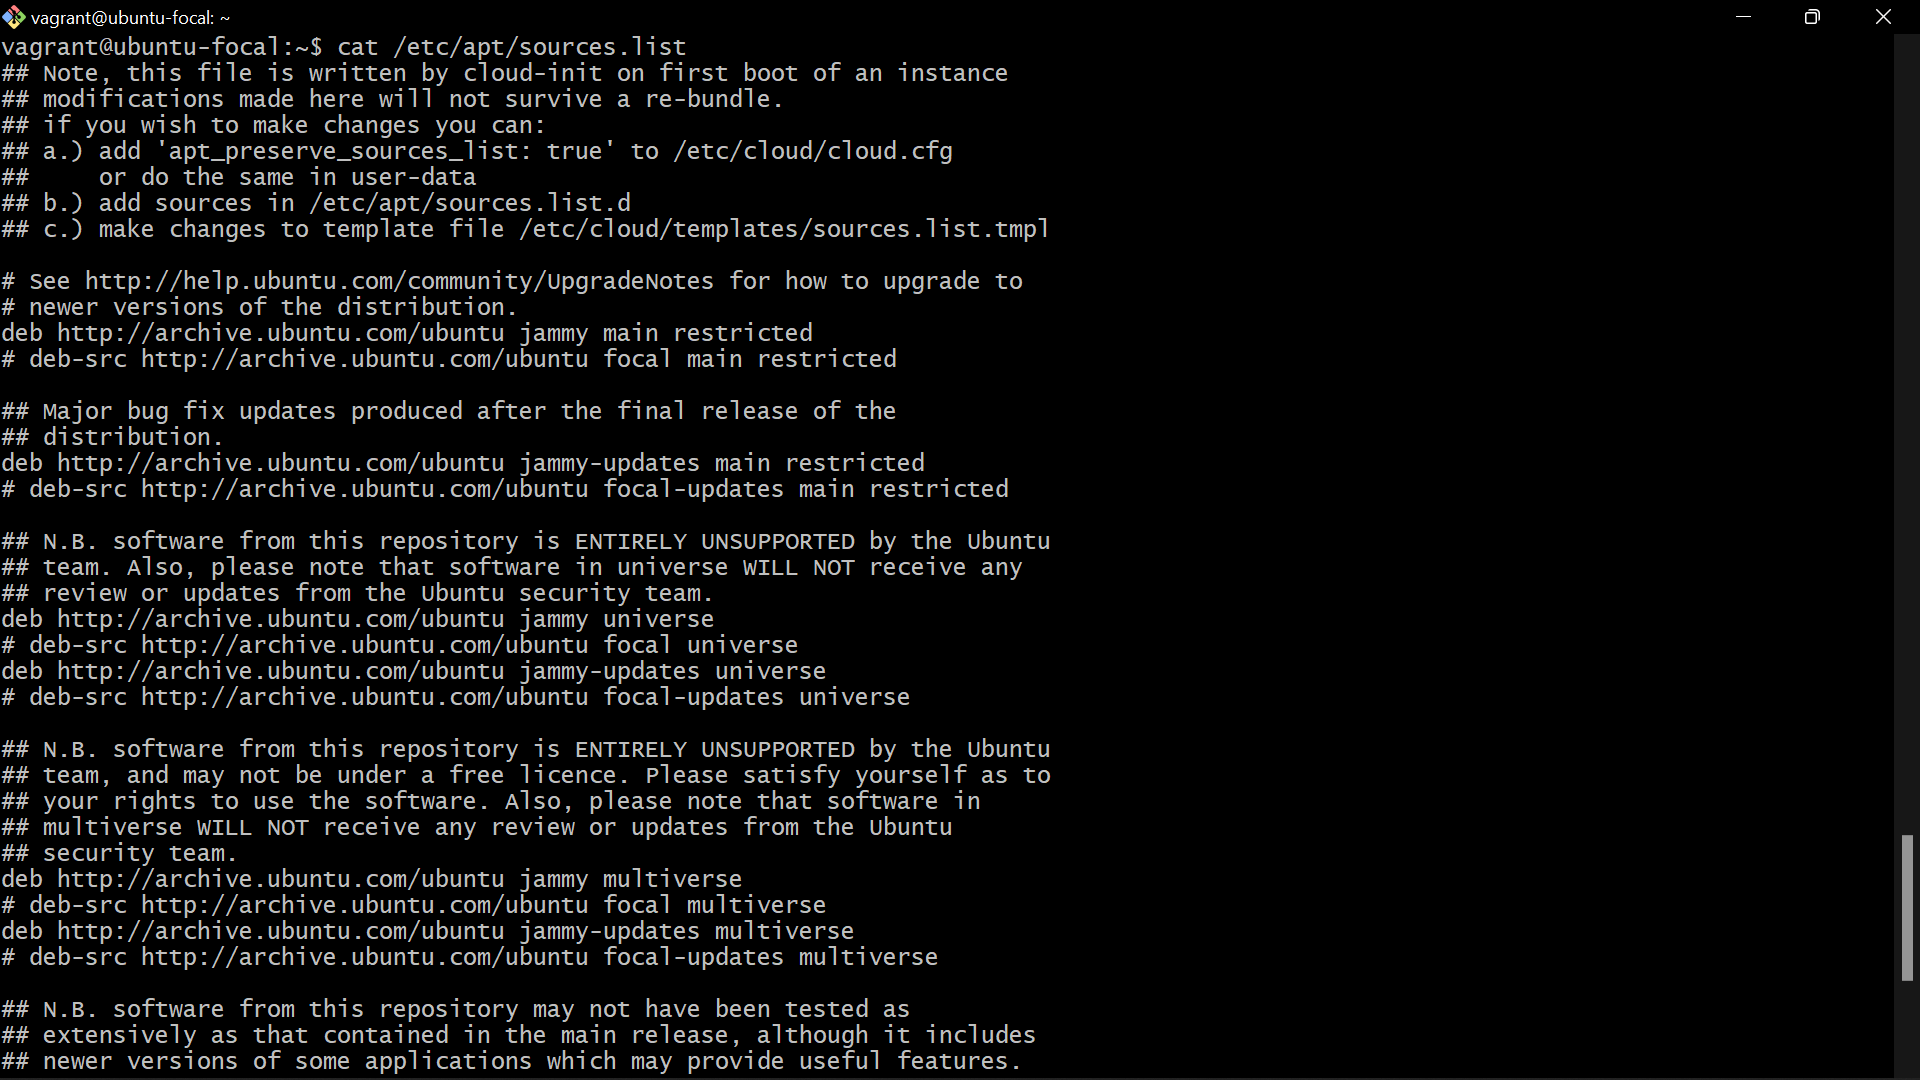 vagrant@ubuntu-focal: ~
vagrant@ubuntu-focal:~$ cat /etc/apt/sources.list
## Note, this file is written by cloud-init on first boot of an instance
## modifications made here will not survive a re-bundle.
## if you wish to make changes you can:
## a.) add 'apt_preserve_sources_list: true' to /etc/cloud/cloud.cfg
##     or do the same in user-data
## b.) add sources in /etc/apt/sources.list.d
## c.) make changes to template file /etc/cloud/templates/sources.list.tmpl

# See http://help.ubuntu.com/community/UpgradeNotes for how to upgrade to
# newer versions of the distribution.
deb http://archive.ubuntu.com/ubuntu jammy main restricted
# deb-src http://archive.ubuntu.com/ubuntu focal main restricted

## Major bug fix updates produced after the final release of the
## distribution.
deb http://archive.ubuntu.com/ubuntu jammy-updates main restricted
# deb-src http://archive.ubuntu.com/ubuntu focal-updates main restricted

## N.B. software from this repository is ENTIRELY UNSUPPORTED by the Ubuntu
## team. Also, please note that software in universe WILL NOT receive any
## review or updates from the Ubuntu security team.
deb http://archive.ubuntu.com/ubuntu jammy universe
# deb-src http://archive.ubuntu.com/ubuntu focal universe
deb http://archive.ubuntu.com/ubuntu jammy-updates universe
# deb-src http://archive.ubuntu.com/ubuntu focal-updates universe

## N.B. software from this repository is ENTIRELY UNSUPPORTED by the Ubuntu
## team, and may not be under a free licence. Please satisfy yourself as to
## your rights to use the software. Also, please note that software in
## multiverse WILL NOT receive any review or updates from the Ubuntu
## security team.
deb http://archive.ubuntu.com/ubuntu jammy multiverse
# deb-src http://archive.ubuntu.com/ubuntu focal multiverse
deb http://archive.ubuntu.com/ubuntu jammy-updates multiverse
# deb-src http://archive.ubuntu.com/ubuntu focal-updates multiverse

## N.B. software from this repository may not have been tested as
## extensively as that contained in the main release, although it includes
## newer versions of some applications which may provide useful features.